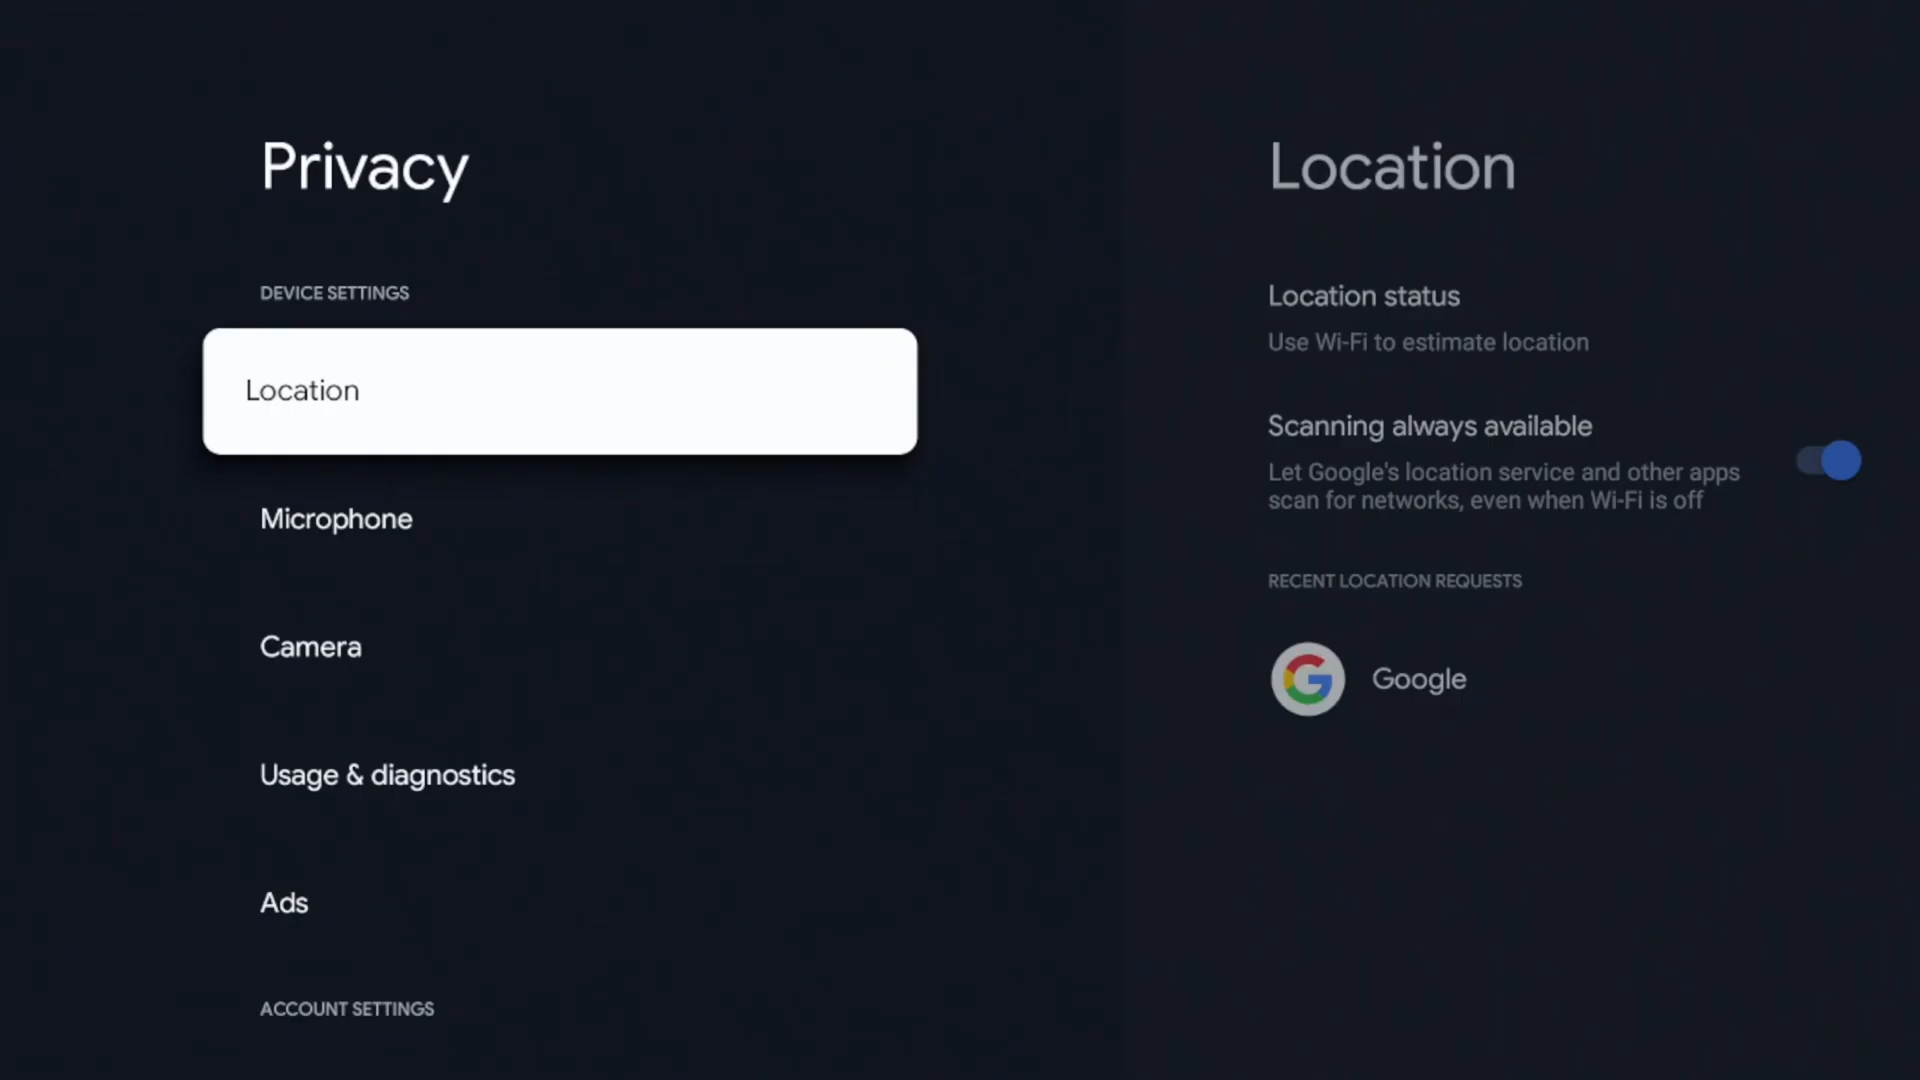 Privacy
DEVICE SETTINGS
Location
Microphone
Camera
Usage & diagnostics
Ads
ACCOUNT SETTINGS
Location
Location status
Use Wi-Fi to estimate location
Scanning always available
Let Google's location service and other apps
scan for networks, even when Wi-Fi is off
RECENT LOCATION REQUESTS
Google